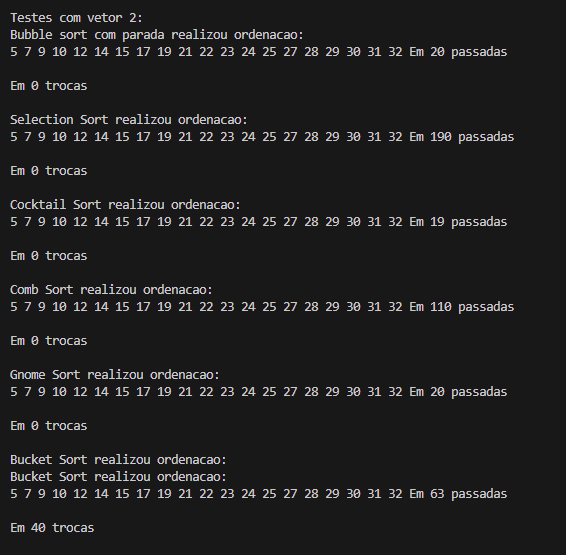 Testes com vetor 2:
Bubble sort com parada realizou ordenacao:
5 7 9 10 12 14 15 17 19 21 22 23 24 25 27 28 29 30 31 32 Em 20 passadas
Em 0 trocas
Selection Sort realizou ordenacao:
5 7 9 10 12 14 15 17 19 21 22 23 24 25 27 28 29 30 31 32 Em 190 passadas
Em 0 trocas
Cocktail Sort realizou ordenacao:
5 7 9 10 12 14 15 17 19 21 22 23 24 25 27 28 29 30 31 32 Em 19 passadas
Em 0 trocas
Comb Sort realizou ordenacao:
5 7 9 10 12 14 15 17 19 21 22 23 24 25 27 28 29 30 31 32 Em 110 passadas
Em 0 trocas
Gnome Sort realizou ordenacao:
5 7 9 10 12 14 15 17 19 21 22 23 24 25 27 28 29 30 31 32 Em 20 passadas
Em 0 trocas
Bucket Sort realizou ordenacao:
Bucket Sort realizou ordenacao:
5 7 9 10 12 14 15 17 19 21 22 23 24 25 27 28 29 30 31 32 Em 63 passadas
Em 40 trocas